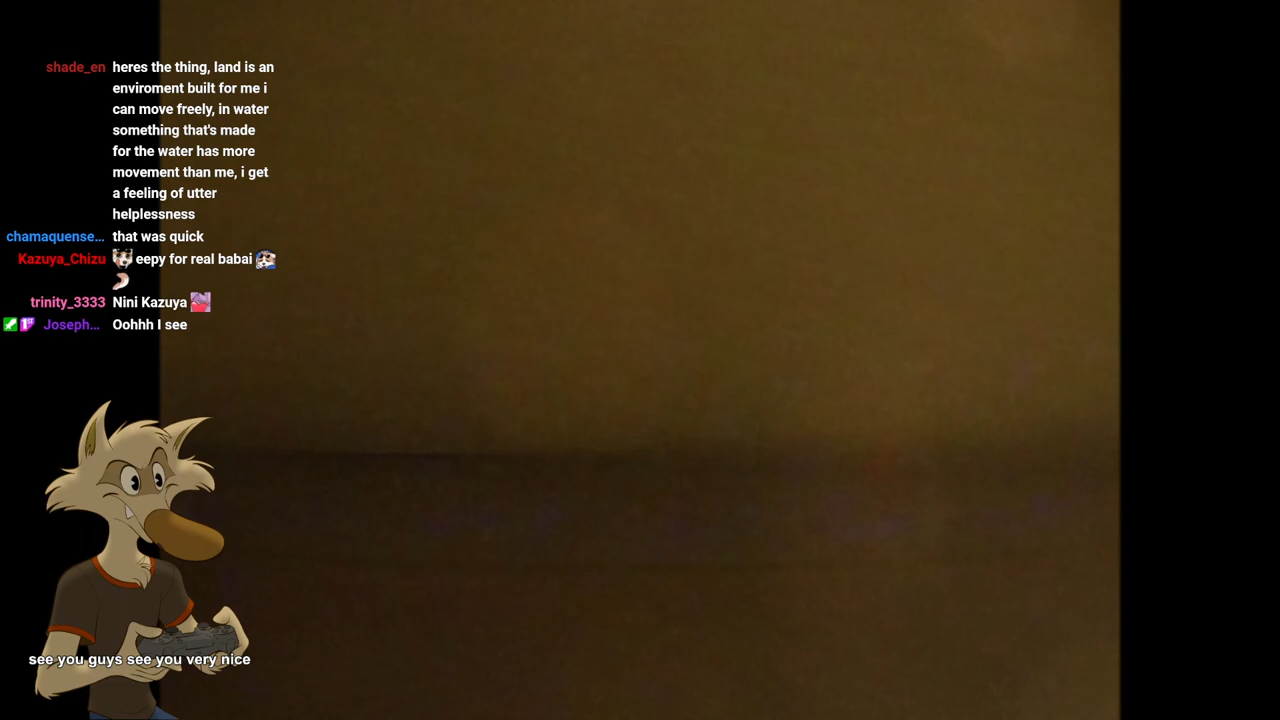 shade_en heres the thing, land is an
enviroment built for me i
can move freely, in water
something that's made
for the water has more
movement than me, i get
a feeling of utter
helplessness
chamaquense… that was quick
Kazuya_Chizu eepy for real babai
trinity_3333 Nini Kazuya
Joseph… Oohhh I see
see you guys see you very nice